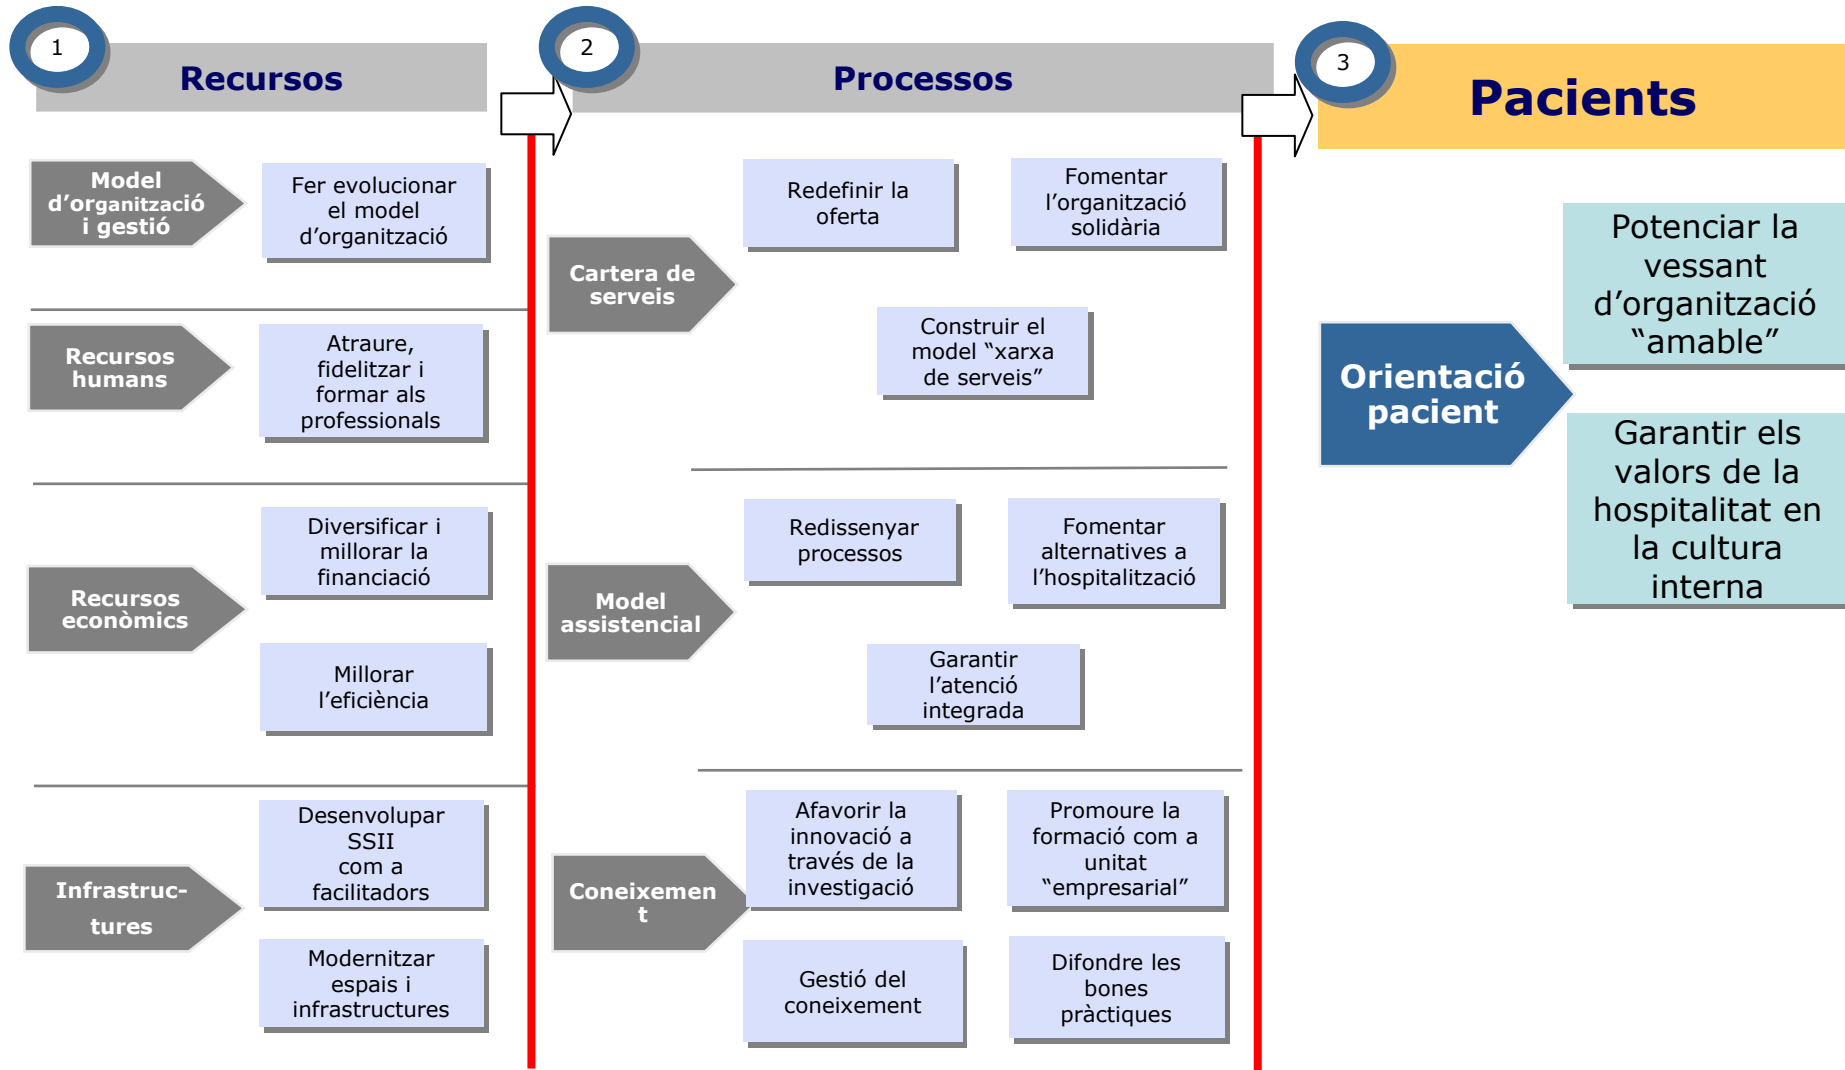 1
Recursos
Model
d’organització
i gestió
Fer evolucionar
el model
d’organització
Recursos
humans
Atraure,
fidelitzar i
formar als
professionals
Recursos
econòmics
Diversificar i
millorar la
financiació
Millorar
l’eficiència
Infrastruc-
tures
Desenvolupar
SSII
com a
facilitadors
Modernitzar
espais i
infrastructures
2
Processos
Cartera de
serveis
Redefinir la
oferta
Fomentar
l’organització
solidària
Construir el
model “xarxa
de serveis”
Model
assistencial
Redissenyar
processos
Fomentar
alternatives a
l’hospitalització
Garantir
l’atenció
integrada
Coneixemen
t
Afavorir la
innovació a
través de la
investigació
Promoure la
formació com a
unitat
“empresarial”
Gestió del
coneixement
Difondre les
bones
pràctiques
3
Pacients
Orientació
pacient
Potenciar la
vessant
d’organització
“amable”
Garantir els
valors de la
hospitalitat en
la cultura
interna